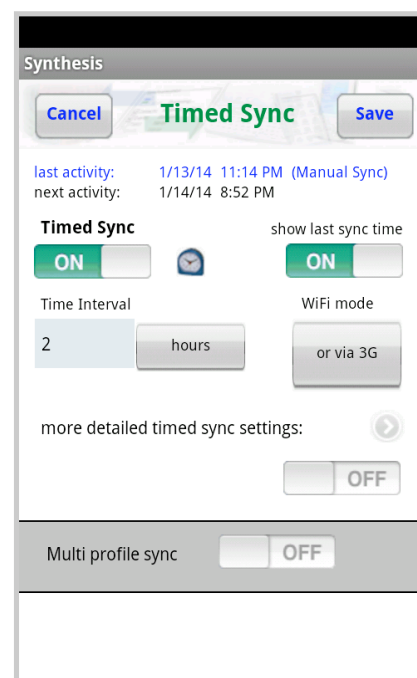 Synthesis
Cancel Timed Sync Save
last activity: 1/13/14 11:14 PM (Manual Sync)
next activity: 1/14/14 8:52 PM
Timed Sync show last sync time
ON ON
Time Interval WiFi mode
2 hours or via 3G
more detailed timed sync settings:
OFF
Multi profile sync OFF